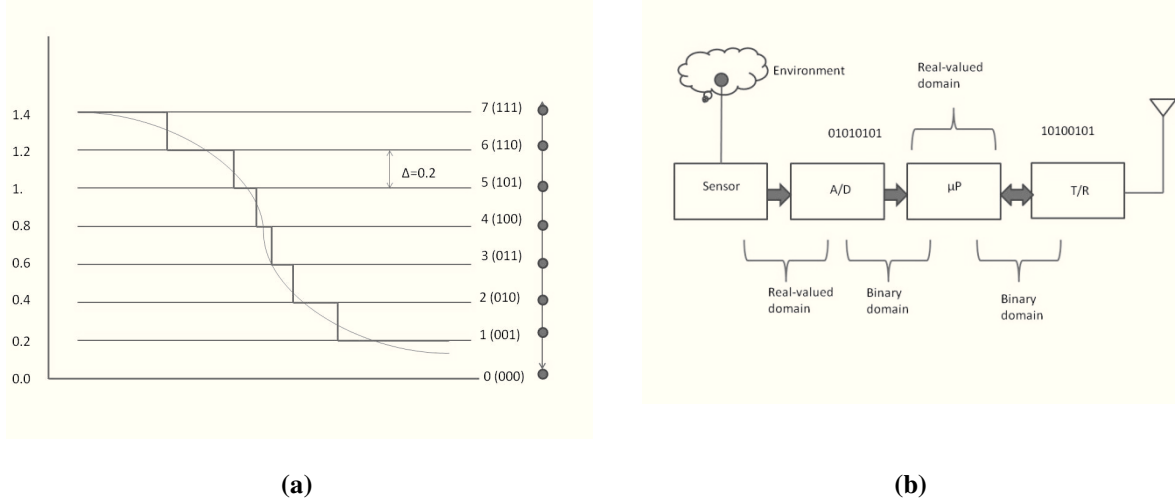 1.4
1.2
1.
0.8
0.6
0.4
0.2
0.0
7 (111)
6 (110)
5 (101)
4 (100)
3 (011)
2 (010)
1 (001)
0 (000)
Δ=0.2
(a)
Environment
Real-valued
domain
01010101
10100101
Sensor
A/D
μP
T/R
Real-valued
domain
Binary
domain
Binary
domain
(b)